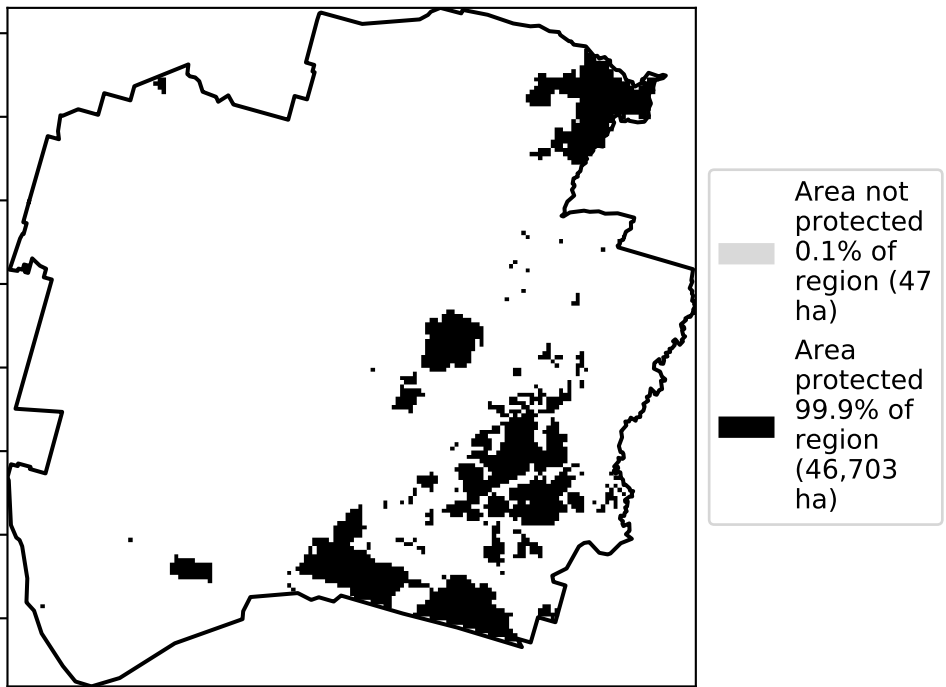 Area not
protected
0.1% of
region (47
ha)
Area
protected
99.9% of
region
(46,703
ha)